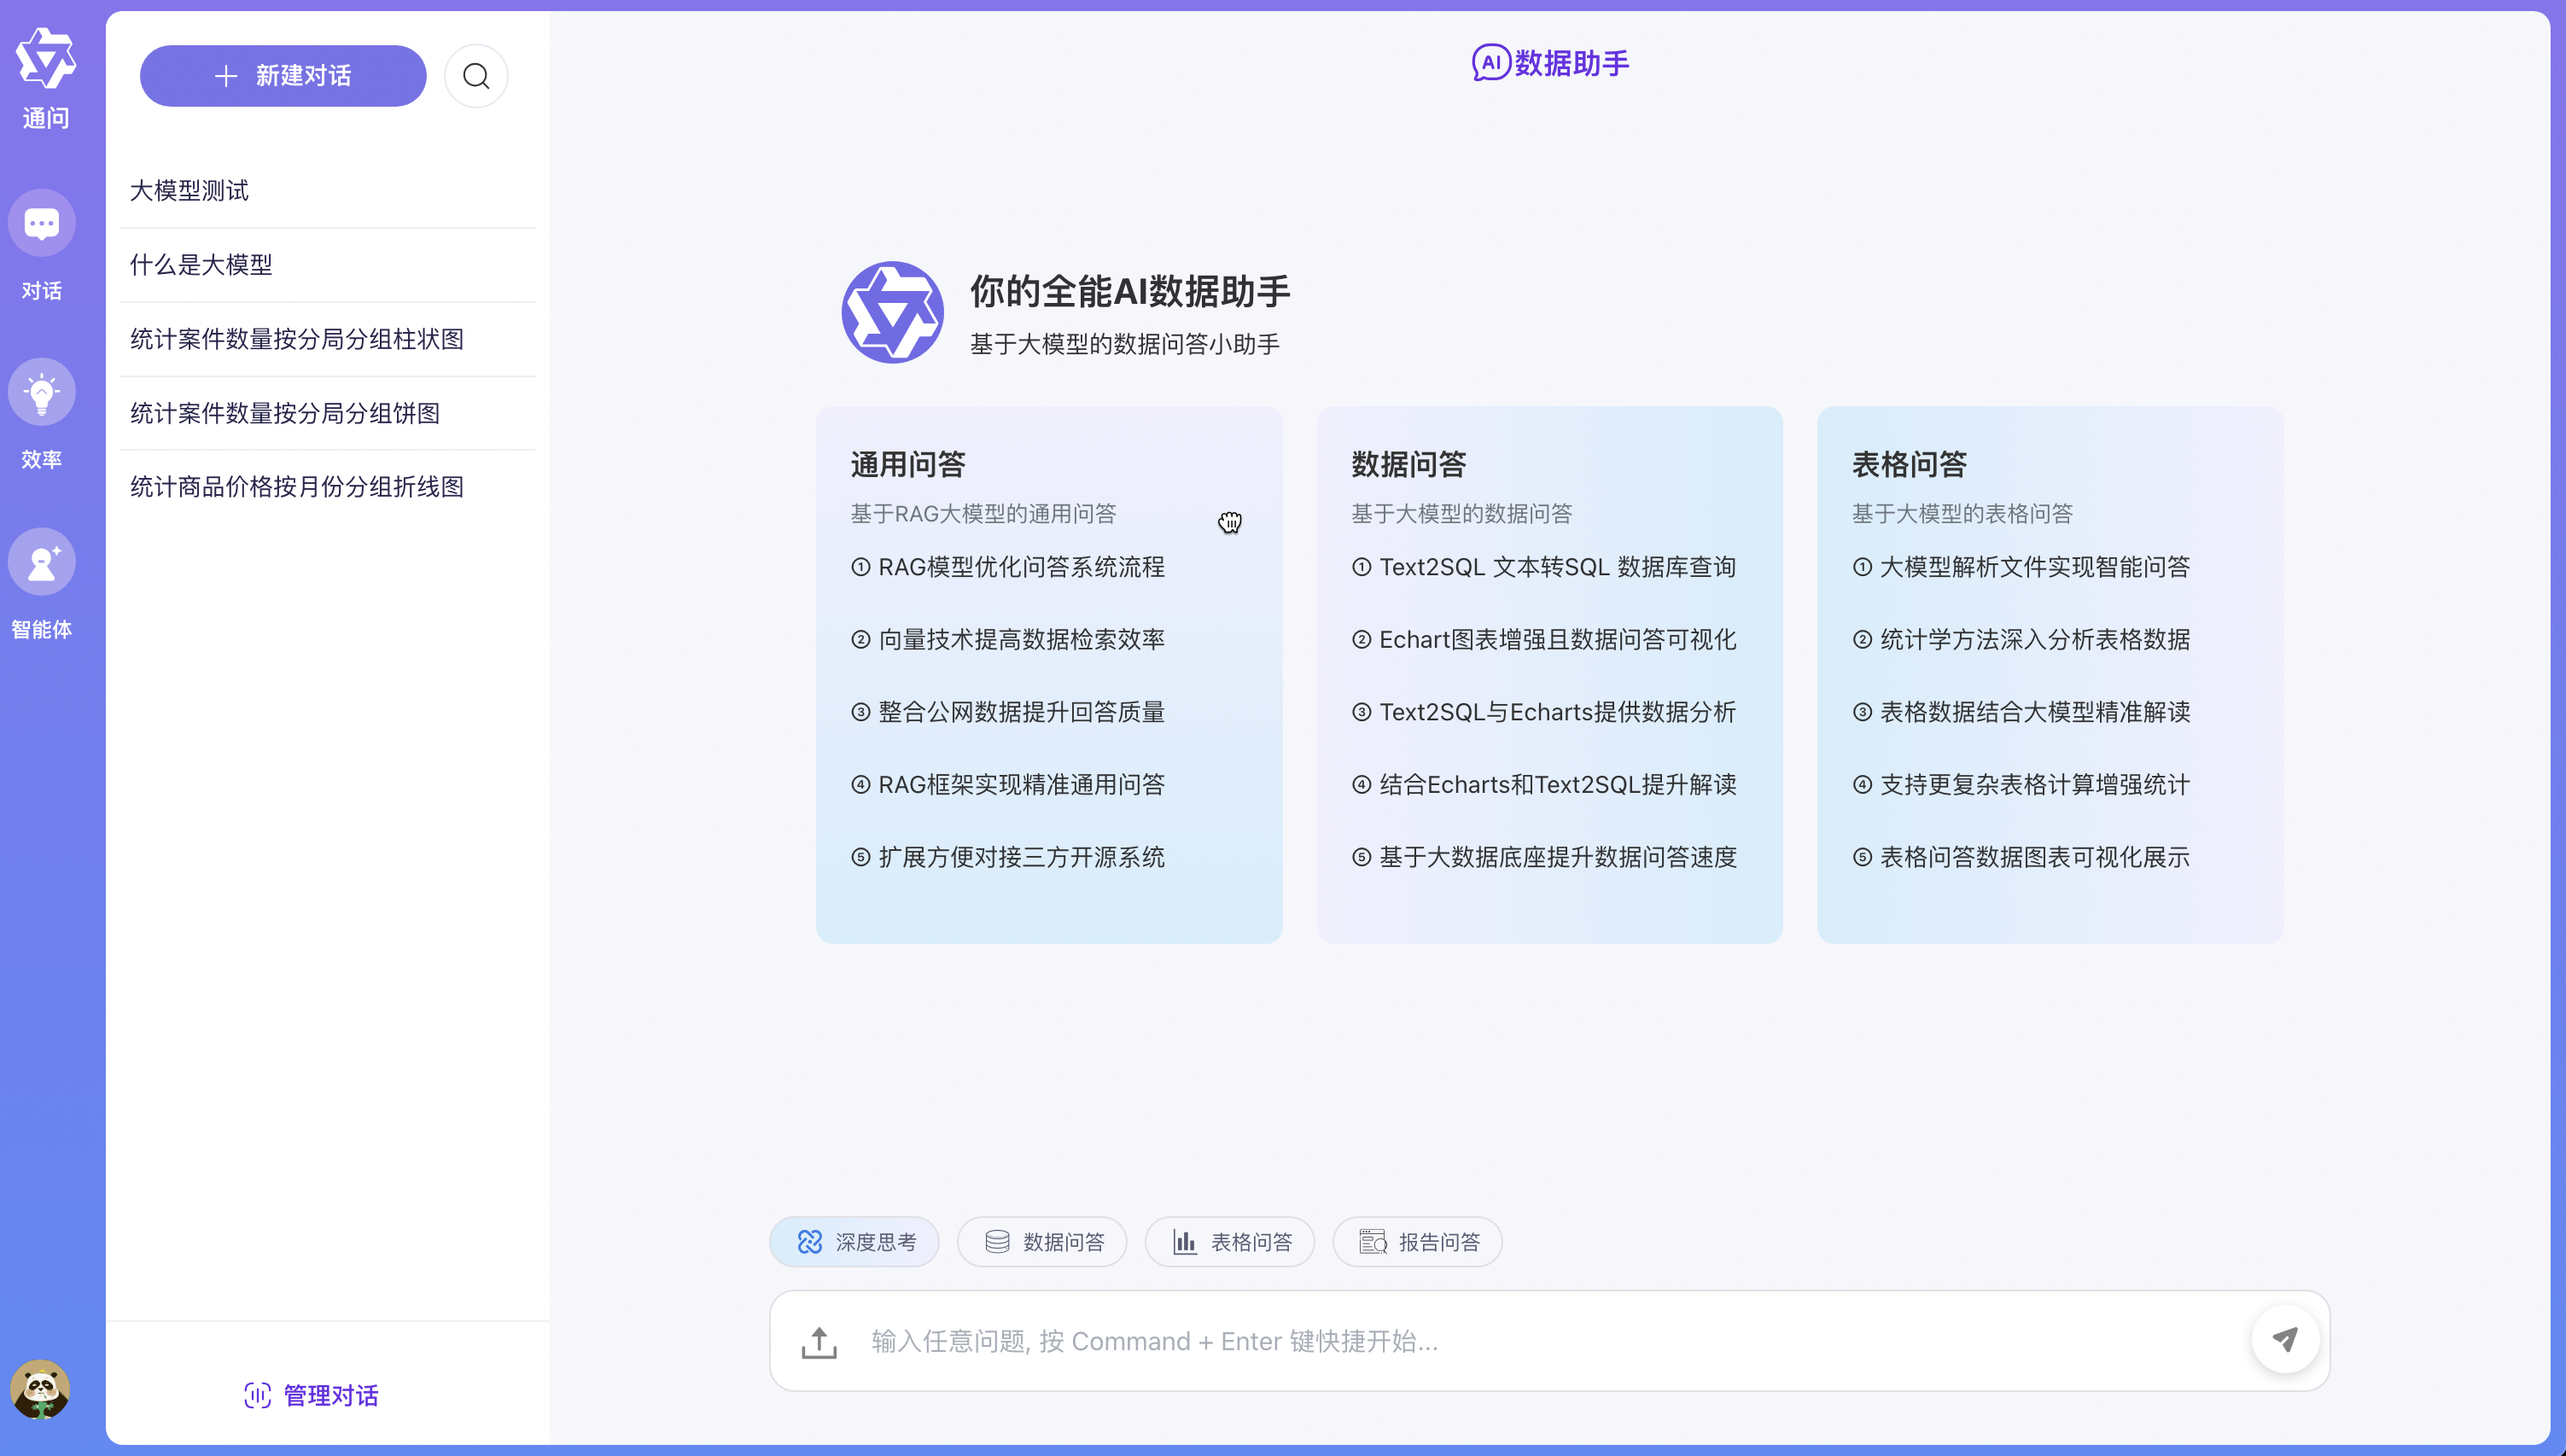 通问
对话
效率
智能体
新建对话
大模型测试
什么是大模型
统计案件数量按分局分组柱状图
统计案件数量按分局分组饼图
统计商品价格按月份分组折线图
管理对话
AI数据助手
你的全能AI数据助手
基于大模型的数据问答小助手
通用问答
基于RAG大模型的通用问答
① RAG模型优化问答系统流程
② 向量技术提高数据检索效率
③ 整合公网数据提升回答质量
④ RAG框架实现精准通用问答
⑤ 扩展方便对接三方开源系统
数据问答
基于大模型的数据问答
① Text2SQL 文本转SQL 数据库查询
② Echart图表增强且数据问答可视化
③ Text2SQL与Echarts提供数据分析
④ 结合Echarts和Text2SQL提升解读
⑤ 基于大数据底座提升数据问答速度
表格问答
基于大模型的表格问答
① 大模型解析文件实现智能问答
② 统计学方法深入分析表格数据
③ 表格数据结合大模型精准解读
④ 支持更复杂表格计算增强统计
⑤ 表格问答数据图表可视化展示
深度思考
数据问答
表格问答
报告问答
输入任意问题, 按 Command + Enter 键快捷开始...